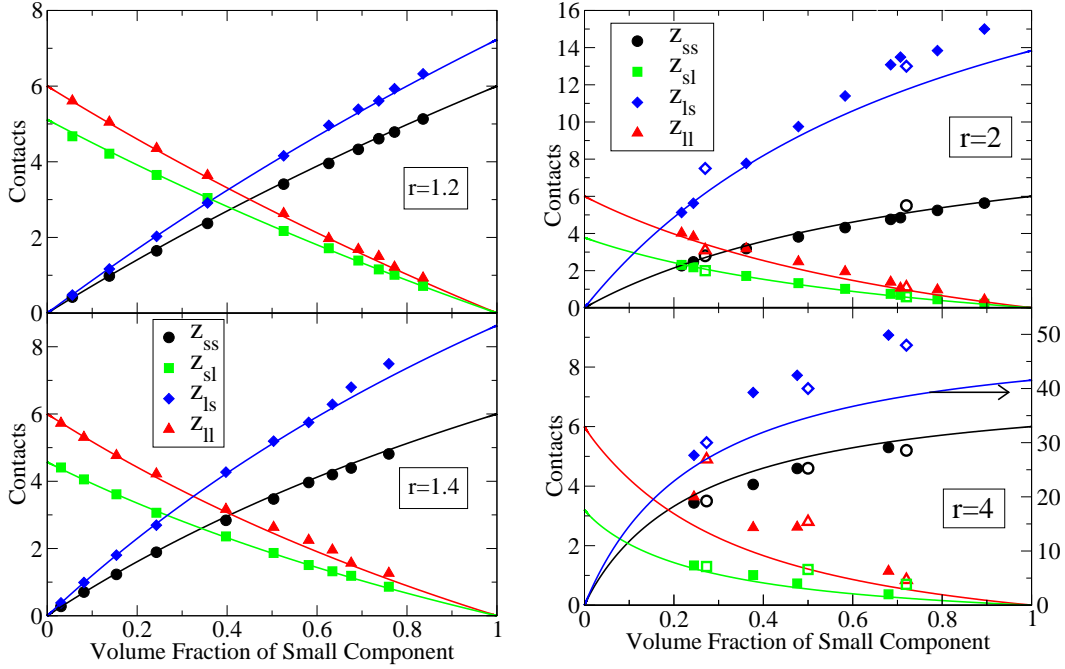 8
6
4
2
0
Contacts
r=1.2
8
6
4
2
0
Contacts
z_ss
z_sl
z_ls
z_ll
r=1.4
0 0.2 0.4 0.6 0.8 1
Volume Fraction of Small Component
16
14
12
10
8
6
4
2
0
Contacts
z_ss
z_sl
z_ls
z_ll
r=2
8
6
4
2
0
Contacts
50
40
30
20
10
0
r=4
0 0.2 0.4 0.6 0.8 1
Volume Fraction of Small Component